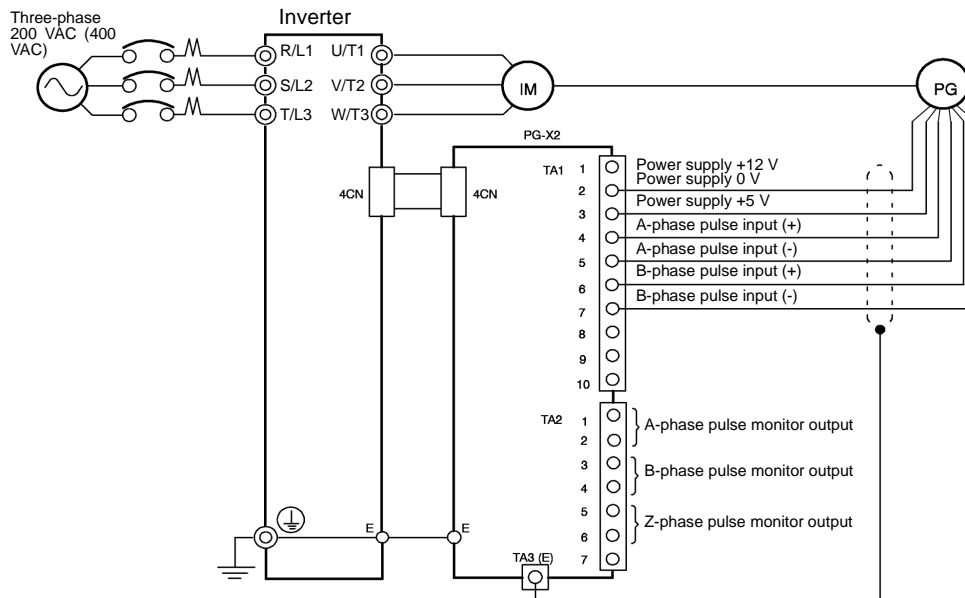 Three-phase
200 VAC (400
VAC)
Inverter
R/L1 U/T1
S/L2 V/T2
T/L3 W/T3
IM
PG
PG-X2
4CN
4CN
TA1
1 Power supply +12 V
2 Power supply 0 V
3 Power supply +5 V
4 A-phase pulse input (+)
5 A-phase pulse input (-)
6 B-phase pulse input (+)
7 B-phase pulse input (-)
8
9
10
TA2
1
2
A-phase pulse monitor output
3
4
B-phase pulse monitor output
5
6
Z-phase pulse monitor output
7
E
E
TA3 (E)